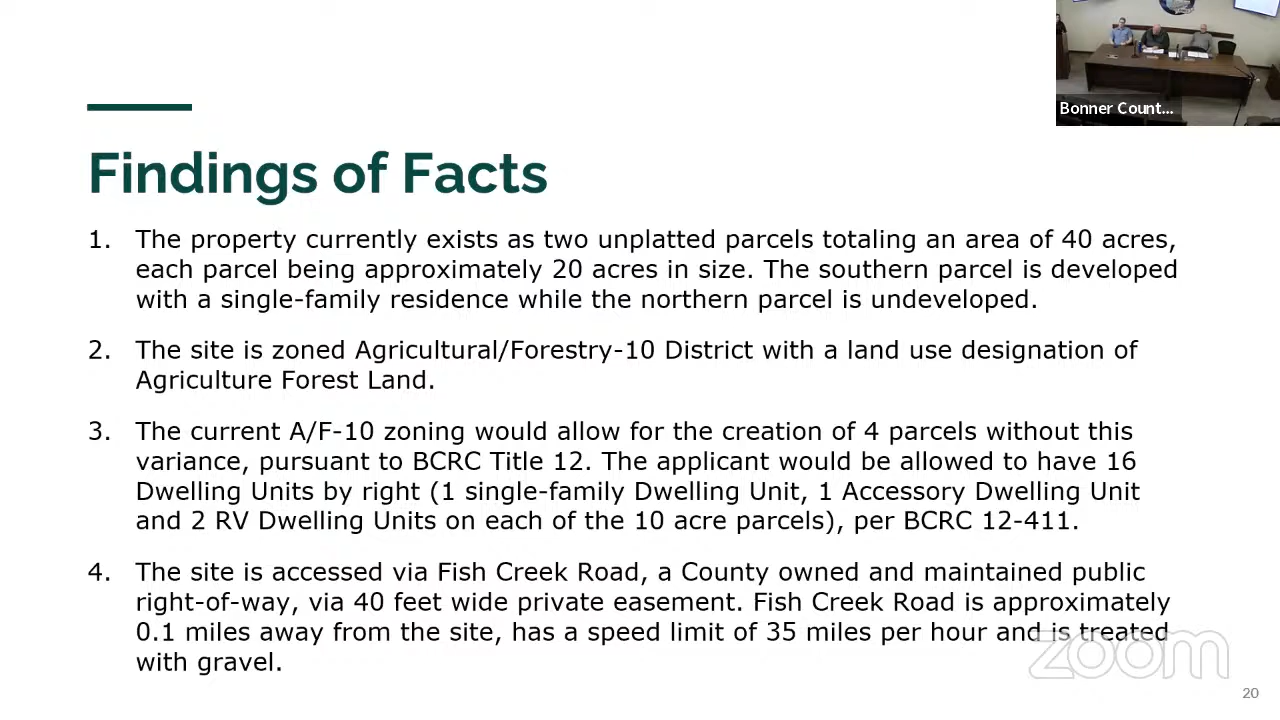 Bonner Count...
Findings of Facts
1. The property currently exists as two unplatted parcels totaling an area of 40 acres,
each parcel being approximately 20 acres in size. The southern parcel is developed
with a single-family residence while the northern parcel is undeveloped.
2. The site is zoned Agricultural/Forestry-10 District with a land use designation of
Agriculture Forest Land.
3. The current A/F-10 zoning would allow for the creation of 4 parcels without this
variance, pursuant to BCRC Title 12. The applicant would be allowed to have 16
Dwelling Units by right (1 single-family Dwelling Unit, 1 Accessory Dwelling Unit
and 2 RV Dwelling Units on each of the 10 acre parcels), per BCRC 12-411.
4. The site is accessed via Fish Creek Road, a County owned and maintained public
right-of-way, via 40 feet wide private easement. Fish Creek Road is approximately
0.1 miles away from the site, has a speed limit of 35 miles per hour and is treated
with gravel.
zoom
20